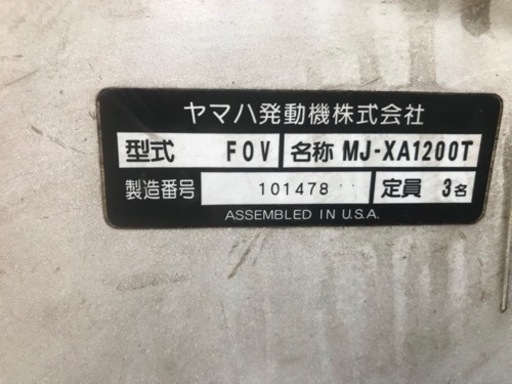 ヤマハ発動機株式会社
型式 F0V 名称 MJ-XA1200T
製造番号 101478 定員 3名
ASSEMBLED IN U.S.A.